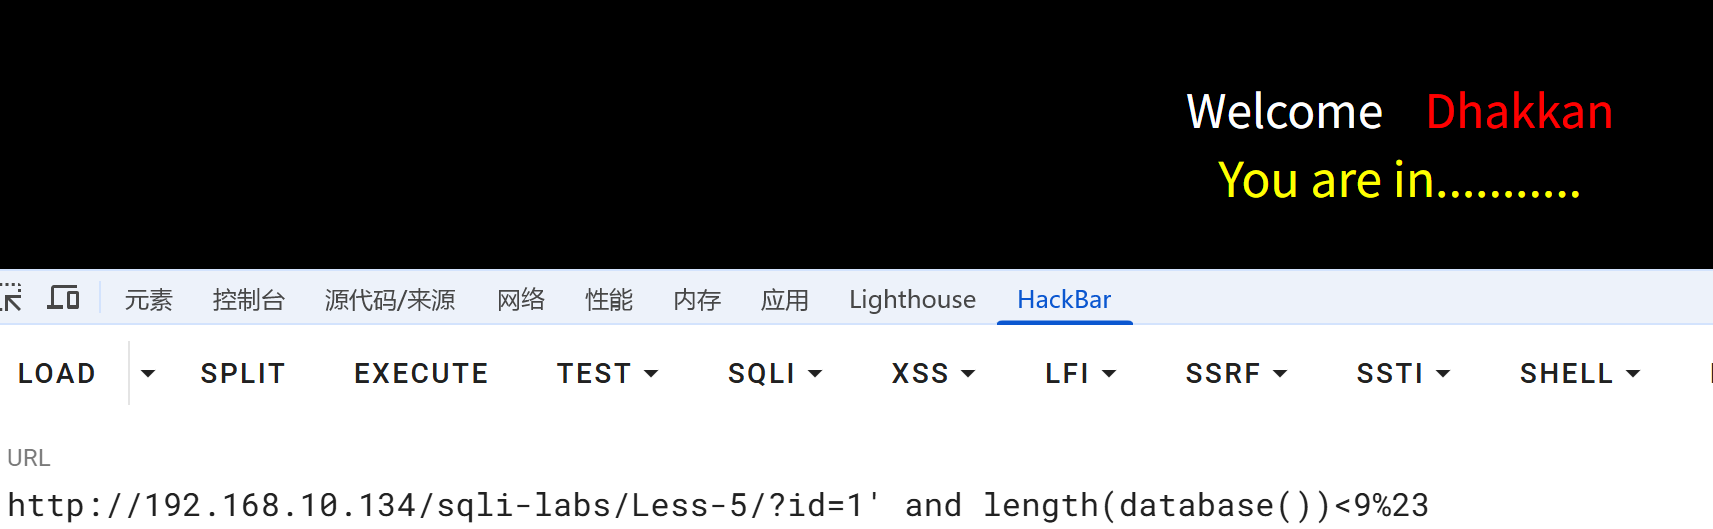 Welcome Dhakkan
You are in...........
元素 控制台 源代码/来源 网络 性能 内存 应用 Lighthouse HackBar
LOAD SPLIT EXECUTE TEST SQLI XSS LFI SSRF SSTI SHELL
URL
http://192.168.10.134/sqli-labs/Less-5/?id=1' and length(database())<9%23